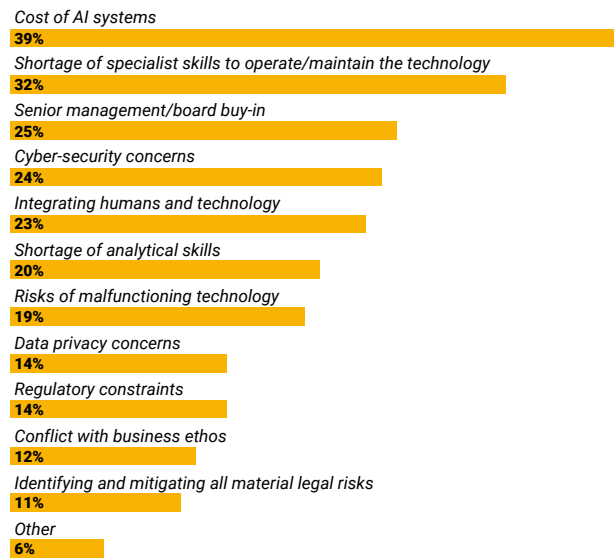 Cost of AI systems
39%
Shortage of specialist skills to operate/maintain the technology
32%
Senior management/board buy-in
25%
Cyber-security concerns
24%
Integrating humans and technology
23%
Shortage of analytical skills
20%
Risks of malfunctioning technology
19%
Data privacy concerns
14%
Regulatory constraints
14%
Conflict with business ethos
12%
Identifying and mitigating all material legal risks
11%
Other
6%